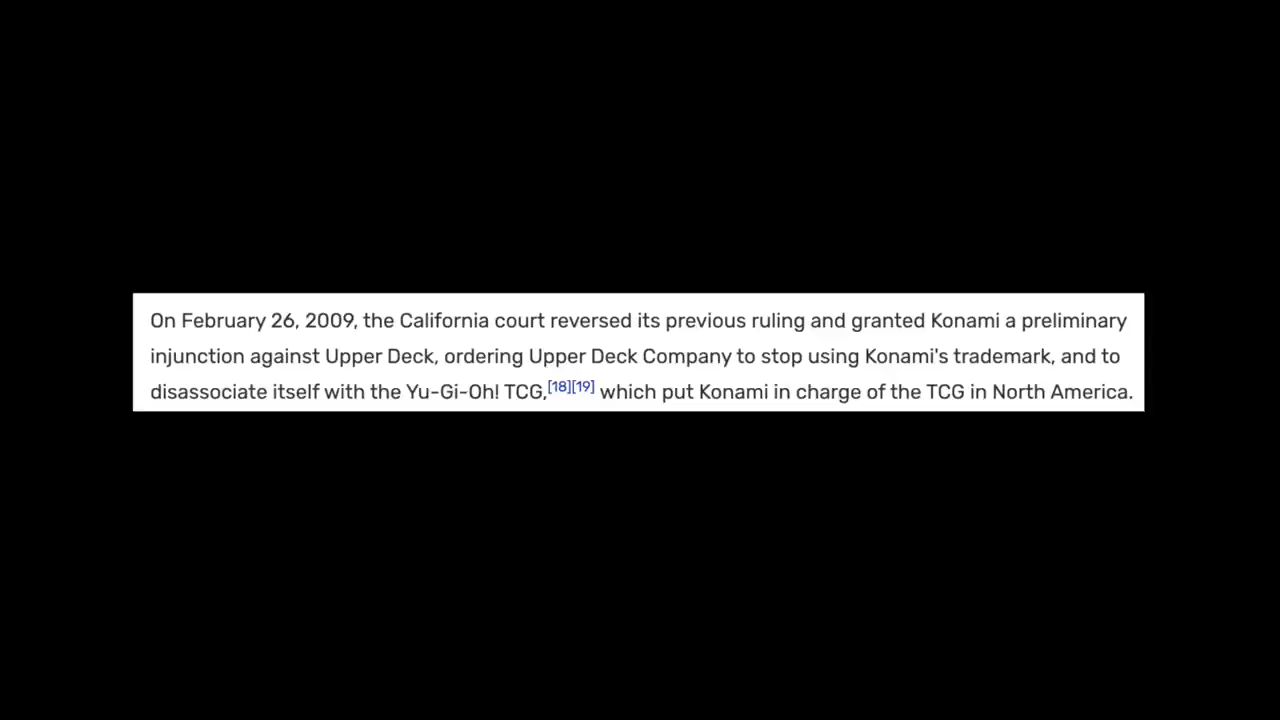 On February 26, 2009, the California court reversed its previous ruling and granted Konami a preliminary
injunction against Upper Deck, ordering Upper Deck Company to stop using Konami's trademark, and to
disassociate itself with the Yu-Gi-Oh! TCG,[18][19] which put Konami in charge of the TCG in North America.